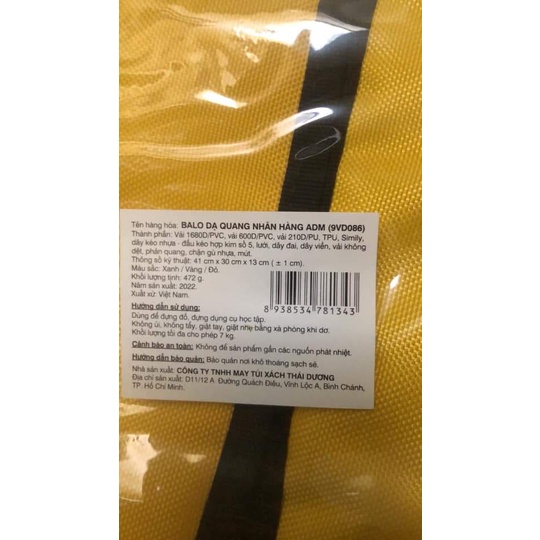 Tên hàng hóa: BALO DẠ QUANG NHÃN HÀNG ADM (9VD086)
Thành phần: Vải 1680D/PVC, vải 600D/PVC, vải 210D/PU, TPU, Simily,
dây kéo nhựa - đầu kéo hợp kim số 5, lưới, dây đai, dây viền, vải không
dệt, phản quang, chặn gù nhựa, mút.
Thông số kỹ thuật: 41 cm x 30 cm x 13 cm ( ± 1 cm).
Màu sắc: Xanh / Vàng / Đỏ.
Khối lượng tịnh: 472 g.
Năm sản xuất: 2022.
Xuất xứ: Việt Nam.
8 938534 781343
Hướng dẫn sử dụng:
Dùng để đựng đồ, đựng dụng cụ học tập.
Không ủi, không tẩy, giặt tay, giặt nhẹ bằng xà phòng khi dơ.
Khối lượng tối đa cho phép 7 kg.
Cảnh báo an toàn: Không để sản phẩm gần các nguồn phát nhiệt.
Hướng dẫn bảo quản: Bảo quản nơi khô thoáng sạch sẽ.
Nhà sản xuất: CÔNG TY TNHH MAY TÚI XÁCH THÁI DƯƠNG
Địa chỉ sản xuất: D11/12 A Đường Quách Điêu, Vĩnh Lộc A, Bình Chánh,
TP. Hồ Chí Minh.